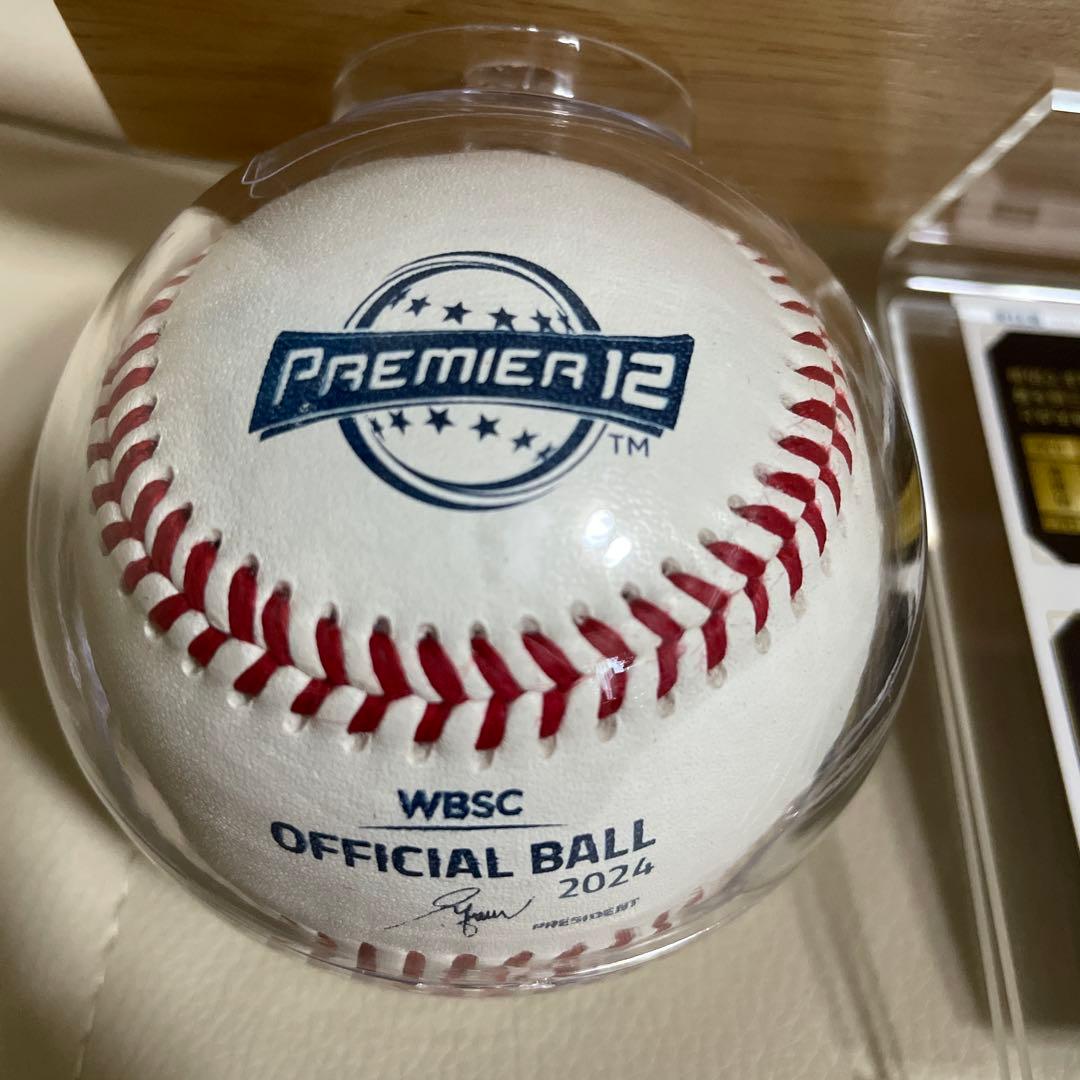 PREMIER 12
TM
WBSC
OFFICIAL BALL
2024
PRESIDENT